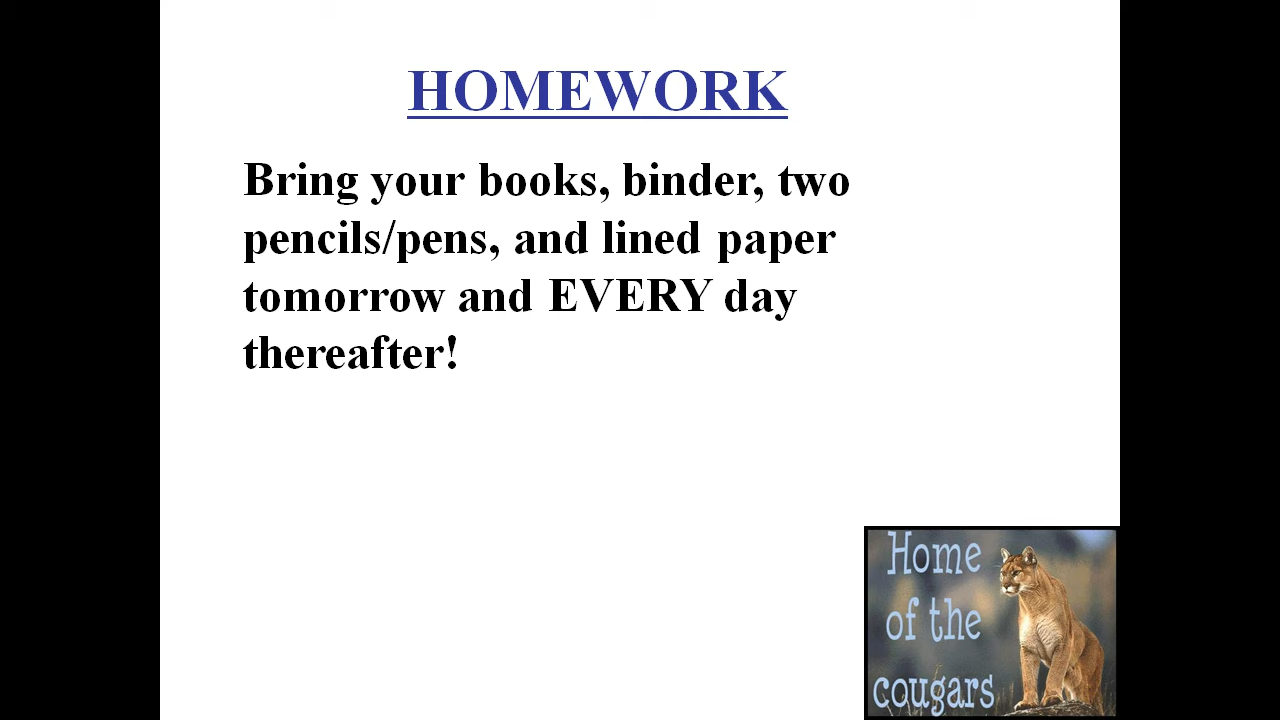 HOMEWORK
Bring your books, binder, two
pencils/pens, and lined paper
tomorrow and EVERY day
thereafter!
Home
of the
cougars